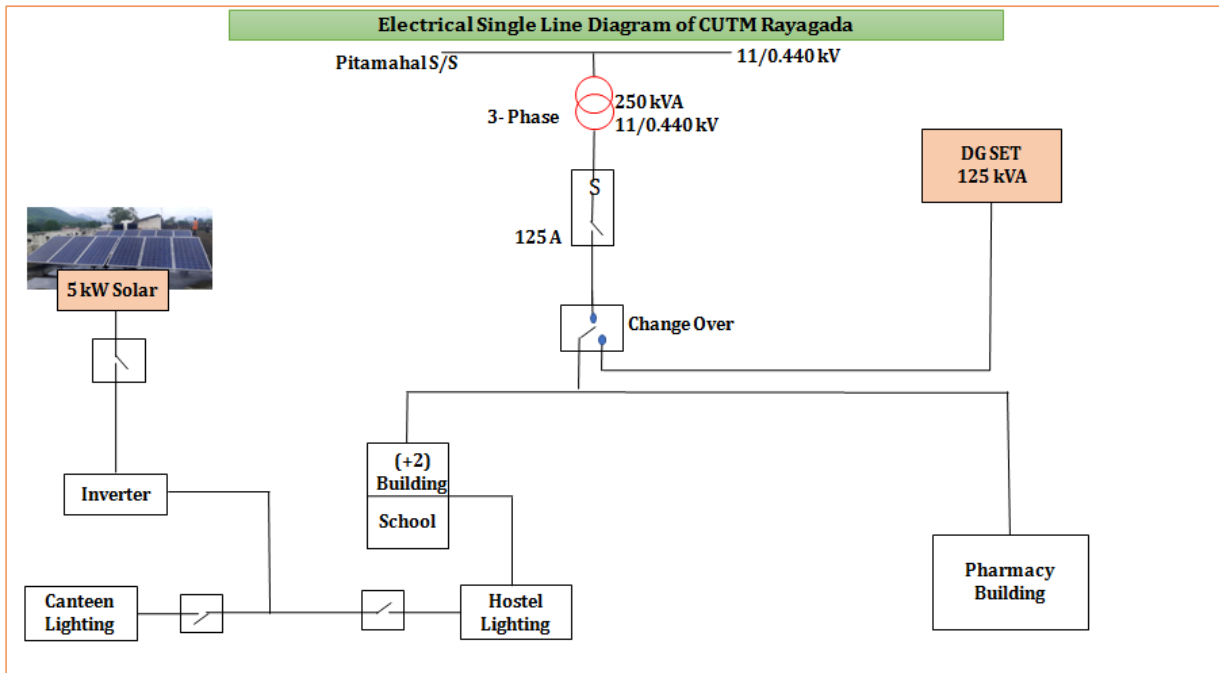 Electrical Single Line Diagram of CUTM Rayagada
Pitamahal S/S
11/0.440 kV
250 kVA
3- Phase
11/0.440 kV
DG SET
125 kVA
S
125 A
5 kW Solar
Change Over
(+2)
Building
School
Inverter
Canteen
Lighting
Hostel
Lighting
Pharmacy
Building